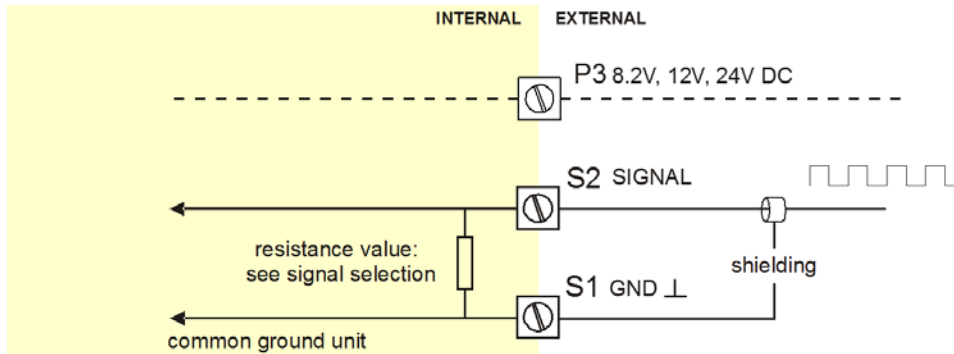 INTERNAL EXTERNAL
P3 8.2V, 12V, 24V DC
S2 SIGNAL
resistance value:
see signal selection
shielding
S1 GND ⊥
common ground unit